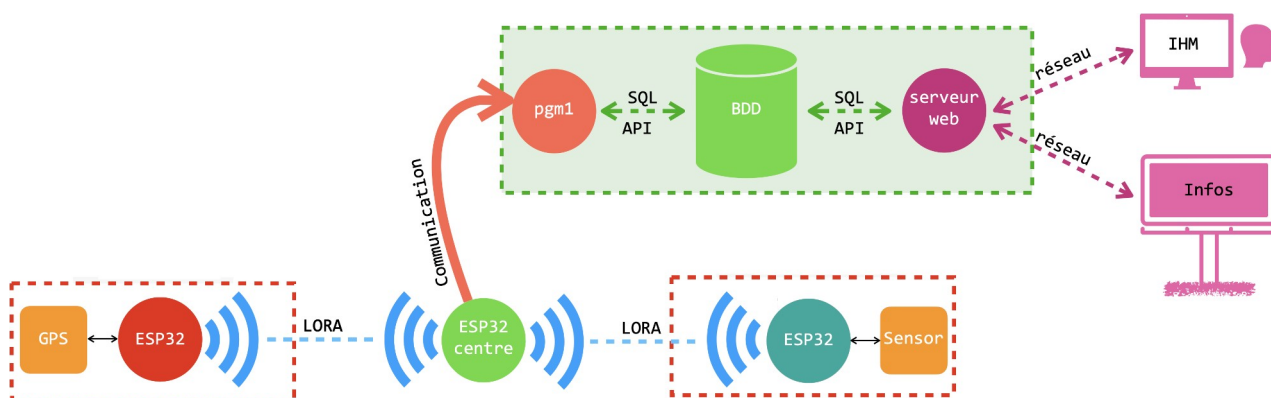 IHM
réseau
pgm1
SQL
API
BDD
SQL
API
serveur
web
réseau
Infos
Communication
GPS
ESP32
LORA
ESP32
centre
LORA
ESP32
Sensor